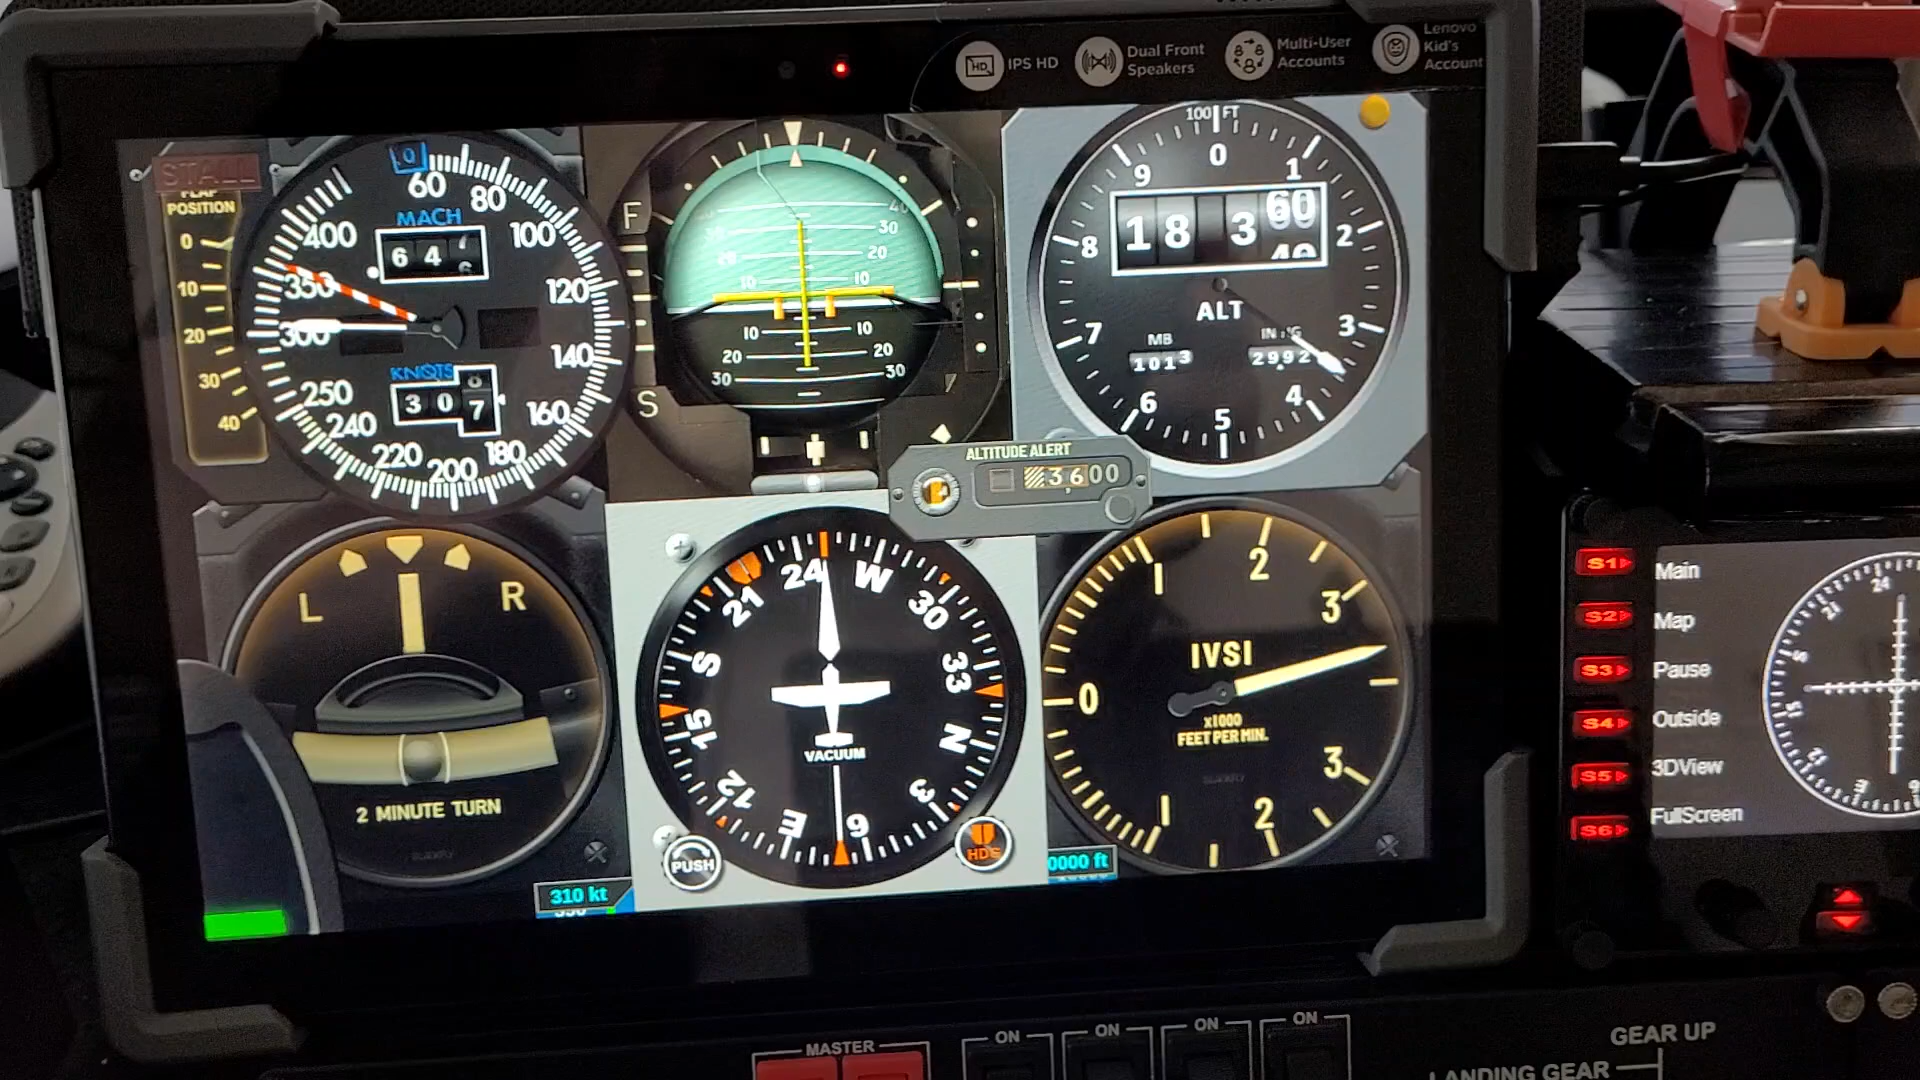 IPS HD
Dual Front
Speakers
Multi-User
Accounts
Lenovo
Kid's
Account
STALL
FLAP
POSITION
0
10
20
30
40
0
60
80
100
120
140
160
180
200
220
240
250
300
350
400
MACH
6 4
KNOTS
3 0 7
F
S
40
30
20
10
10
20
30
30
20
10
10
20
30
100 FT
0
1
2
3
4
5
6
7
8
9
18 3 60
40
ALT
MB
1013
IN HG
2992
ALTITUDE ALERT
3,600
L
R
2 MINUTE TURN
24
W
30
33
N
3
6
E
12
15
S
21
VACUUM
PUSH
HDG
310 kt
0000 ft
0
1
2
3
3
2
1
IVSI
x1000
FEET PER MIN.
S1
Main
S2
Map
S3
Pause
S4
Outside
S5
3DView
S6
FullScreen
24
MASTER
ON
ON
ON
ON
GEAR UP
LANDING GEAR